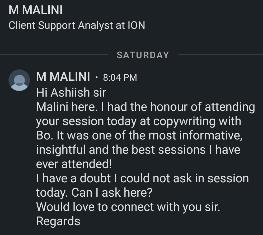 M MALINI
Client Support Analyst at ION
SATURDAY
M MALINI • 8:04 PM
Hi Ashiish sir
Malini here. I had the honour of attending
your session today at copywriting with
Bo. It was one of the most informative,
insightful and the best sessions I have
ever attended!
I have a doubt I could not ask in session
today. Can I ask here?
Would love to connect with you sir.
Regards